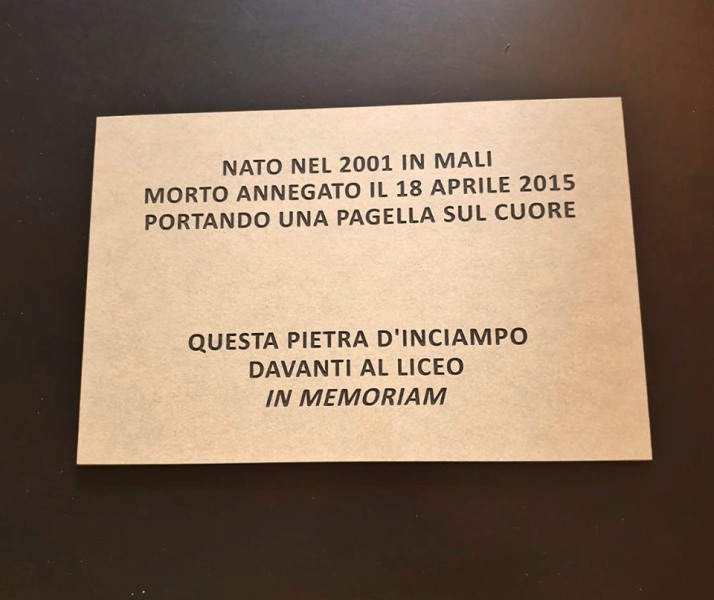 NATO NEL 2001 IN MALI
MORTO ANNEGATO IL 18 APRILE 2015
PORTANDO UNA PAGELLA SUL CUORE
QUESTA PIETRA D'INCIAMPO
DAVANTI AL LICEO
IN MEMORIAM